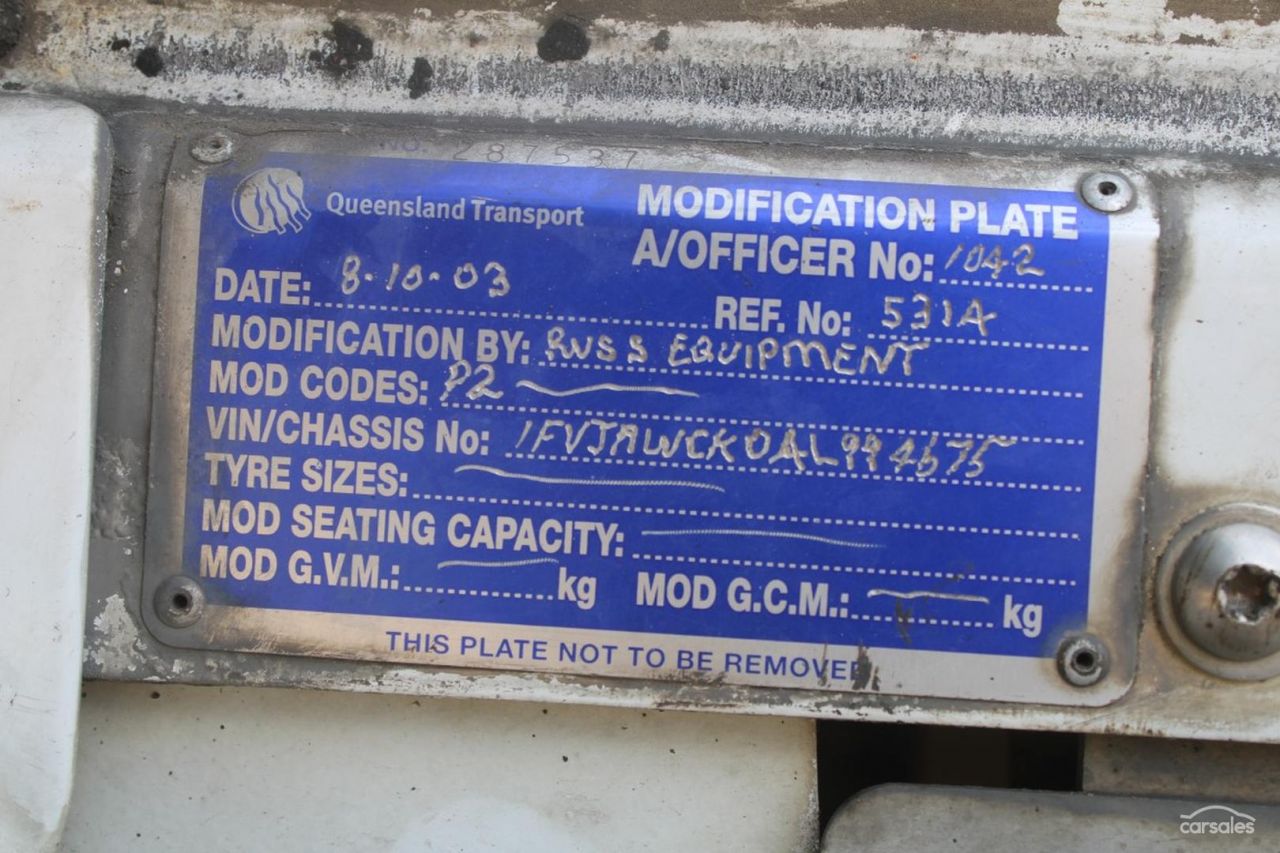 NO. 287537
Queensland Transport
MODIFICATION PLATE
A/OFFICER No: 1042
DATE: 8-10-03
REF. No: 531A
MODIFICATION BY: RUSS EQUIPMENT
MOD CODES: P2
VIN/CHASSIS No: 1FVJAWCK0AL994675
TYRE SIZES:
MOD SEATING CAPACITY:
MOD G.V.M.: kg MOD G.C.M.: kg
THIS PLATE NOT TO BE REMOVED
carsales